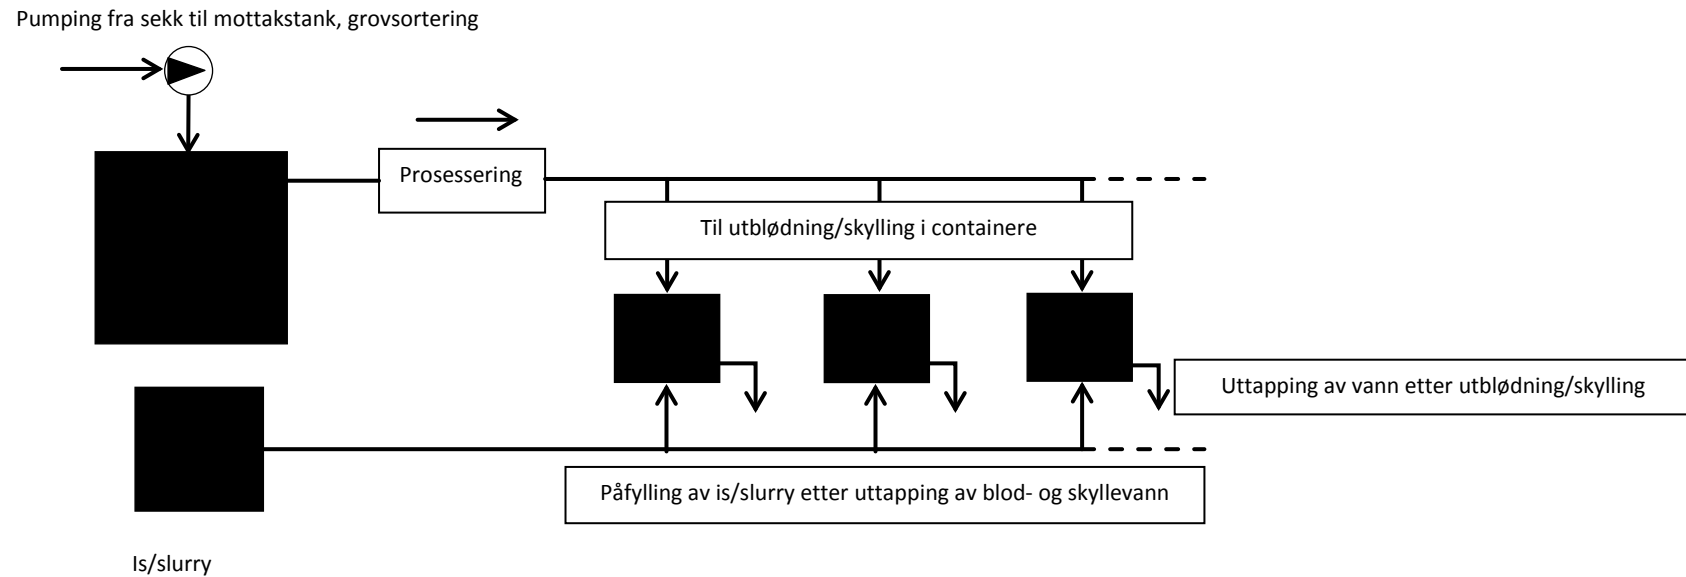 Pumping fra sekk til mottakstank, grovsortering
Prosessering
Til utblødning/skylling i containere
Uttapping av vann etter utblødning/skylling
Påfylling av is/slurry etter uttapping av blod- og skyllevann
Is/slurry